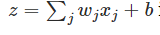 z = ∑_j w_j x_j + b